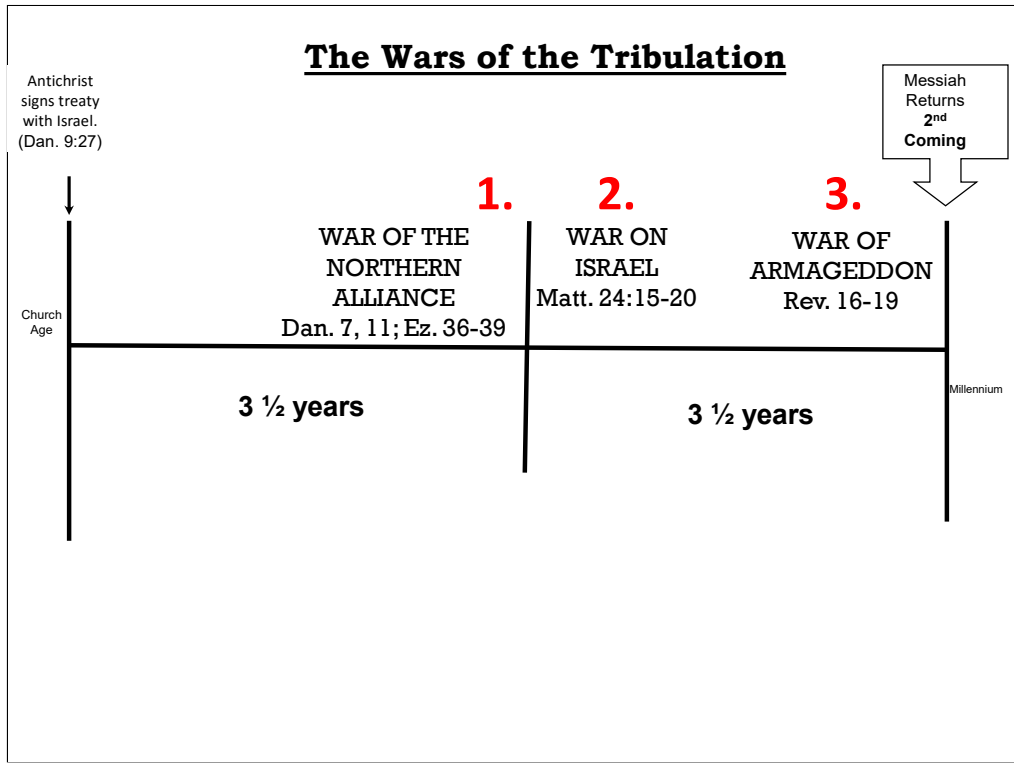 The Wars of the Tribulation
Antichrist
signs treaty
with Israel.
(Dan. 9:27)
Messiah
Returns
2nd
Coming
1.
WAR OF THE
NORTHERN
ALLIANCE
Dan. 7, 11; Ez. 36-39
2.
WAR ON
ISRAEL
Matt. 24:15-20
3.
WAR OF
ARMAGEDDON
Rev. 16-19
Church
Age
3 ½ years
3 ½ years
Millennium